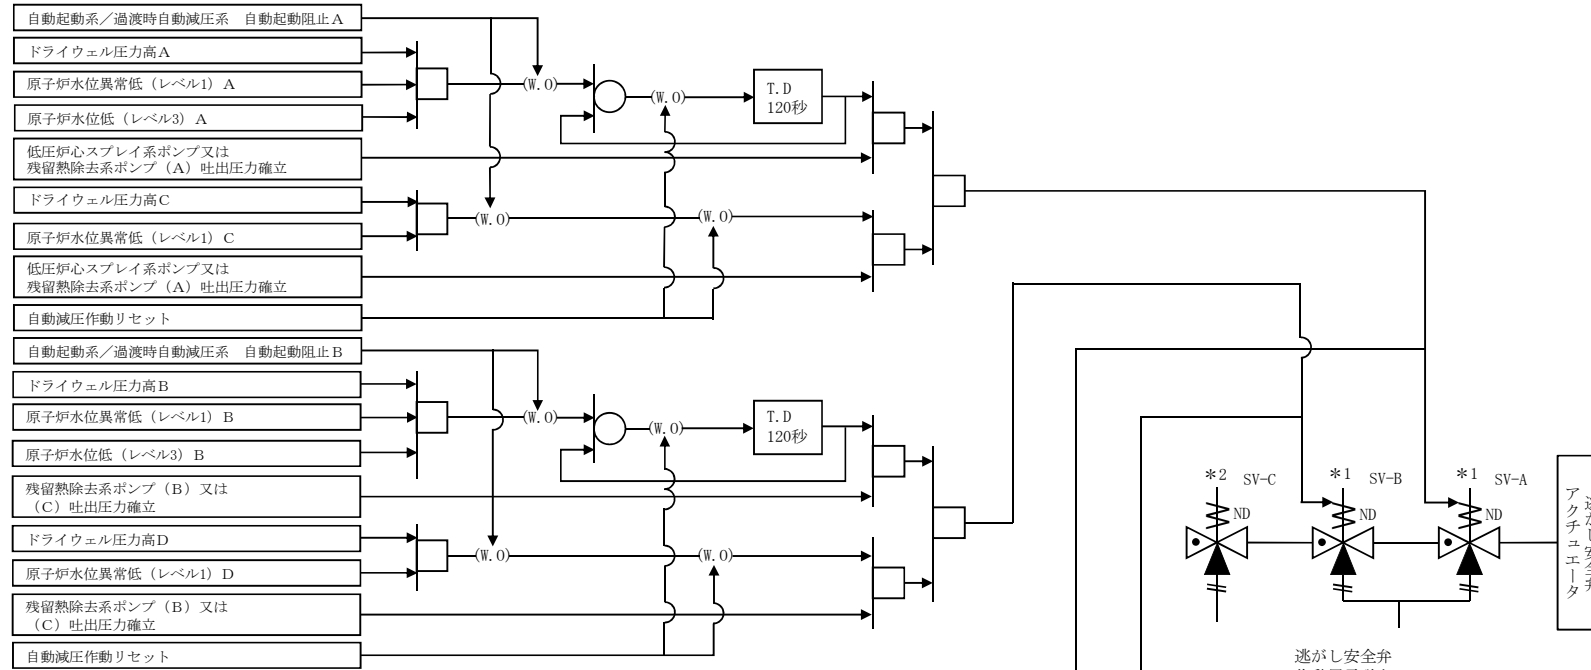 自動起動系／過渡時自動減圧系　自動起動阻止A
ドライウェル圧力高A
原子炉水位異常低（レベル1）A
原子炉水位低（レベル3）A
低圧炉心スプレイ系ポンプ又は
残留熱除去系ポンプ（A）吐出圧力確立
ドライウェル圧力高C
原子炉水位異常低（レベル1）C
低圧炉心スプレイ系ポンプ又は
残留熱除去系ポンプ（A）吐出圧力確立
自動減圧作動リセット
(W.O)
(W.O)
T.D
120秒
(W.O)
(W.O)
自動起動系／過渡時自動減圧系　自動起動阻止B
ドライウェル圧力高B
原子炉水位異常低（レベル1）B
原子炉水位低（レベル3）B
残留熱除去系ポンプ（B）又は
（C）吐出圧力確立
ドライウェル圧力高D
原子炉水位異常低（レベル1）D
残留熱除去系ポンプ（B）又は
（C）吐出圧力確立
自動減圧作動リセット
(W.O)
(W.O)
T.D
120秒
(W.O)
(W.O)
＊2
SV-C
ND
＊1
SV-B
ND
＊1
SV-A
ND
逃がし安全弁
アクチュエータ
逃がし安全弁